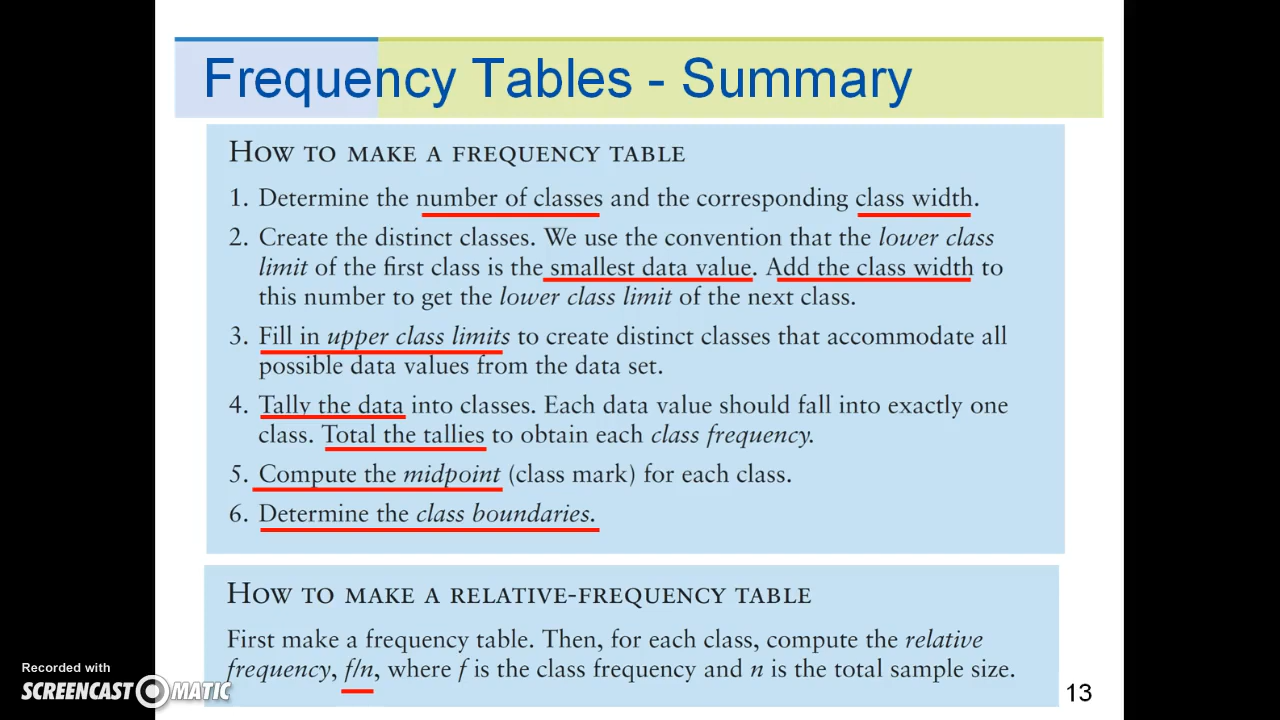 Frequency Tables - Summary
HOW TO MAKE A FREQUENCY TABLE
1. Determine the number of classes and the corresponding class width.
2. Create the distinct classes. We use the convention that the lower class
limit of the first class is the smallest data value. Add the class width to
this number to get the lower class limit of the next class.
3. Fill in upper class limits to create distinct classes that accommodate all
possible data values from the data set.
4. Tally the data into classes. Each data value should fall into exactly one
class. Total the tallies to obtain each class frequency.
5. Compute the midpoint (class mark) for each class.
6. Determine the class boundaries.
HOW TO MAKE A RELATIVE-FREQUENCY TABLE
First make a frequency table. Then, for each class, compute the relative
frequency, f/n, where f is the class frequency and n is the total sample size.
Recorded with
SCREENCAST-O-MATIC
13